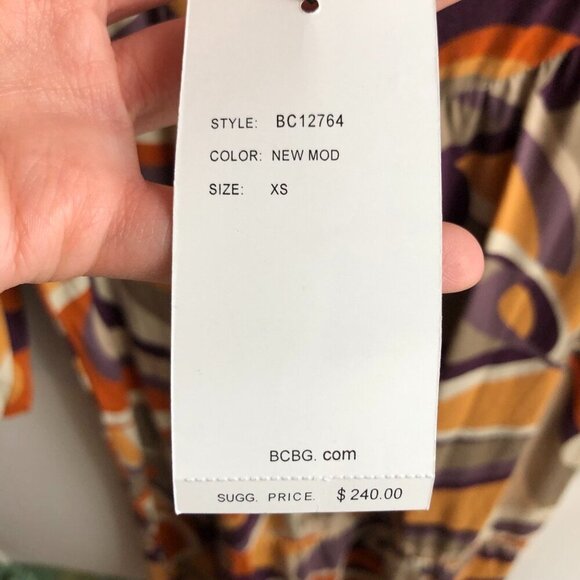 STYLE: BC12764
COLOR: NEW MOD
SIZE: XS
BCBG. com
SUGG. PRICE. $240.00